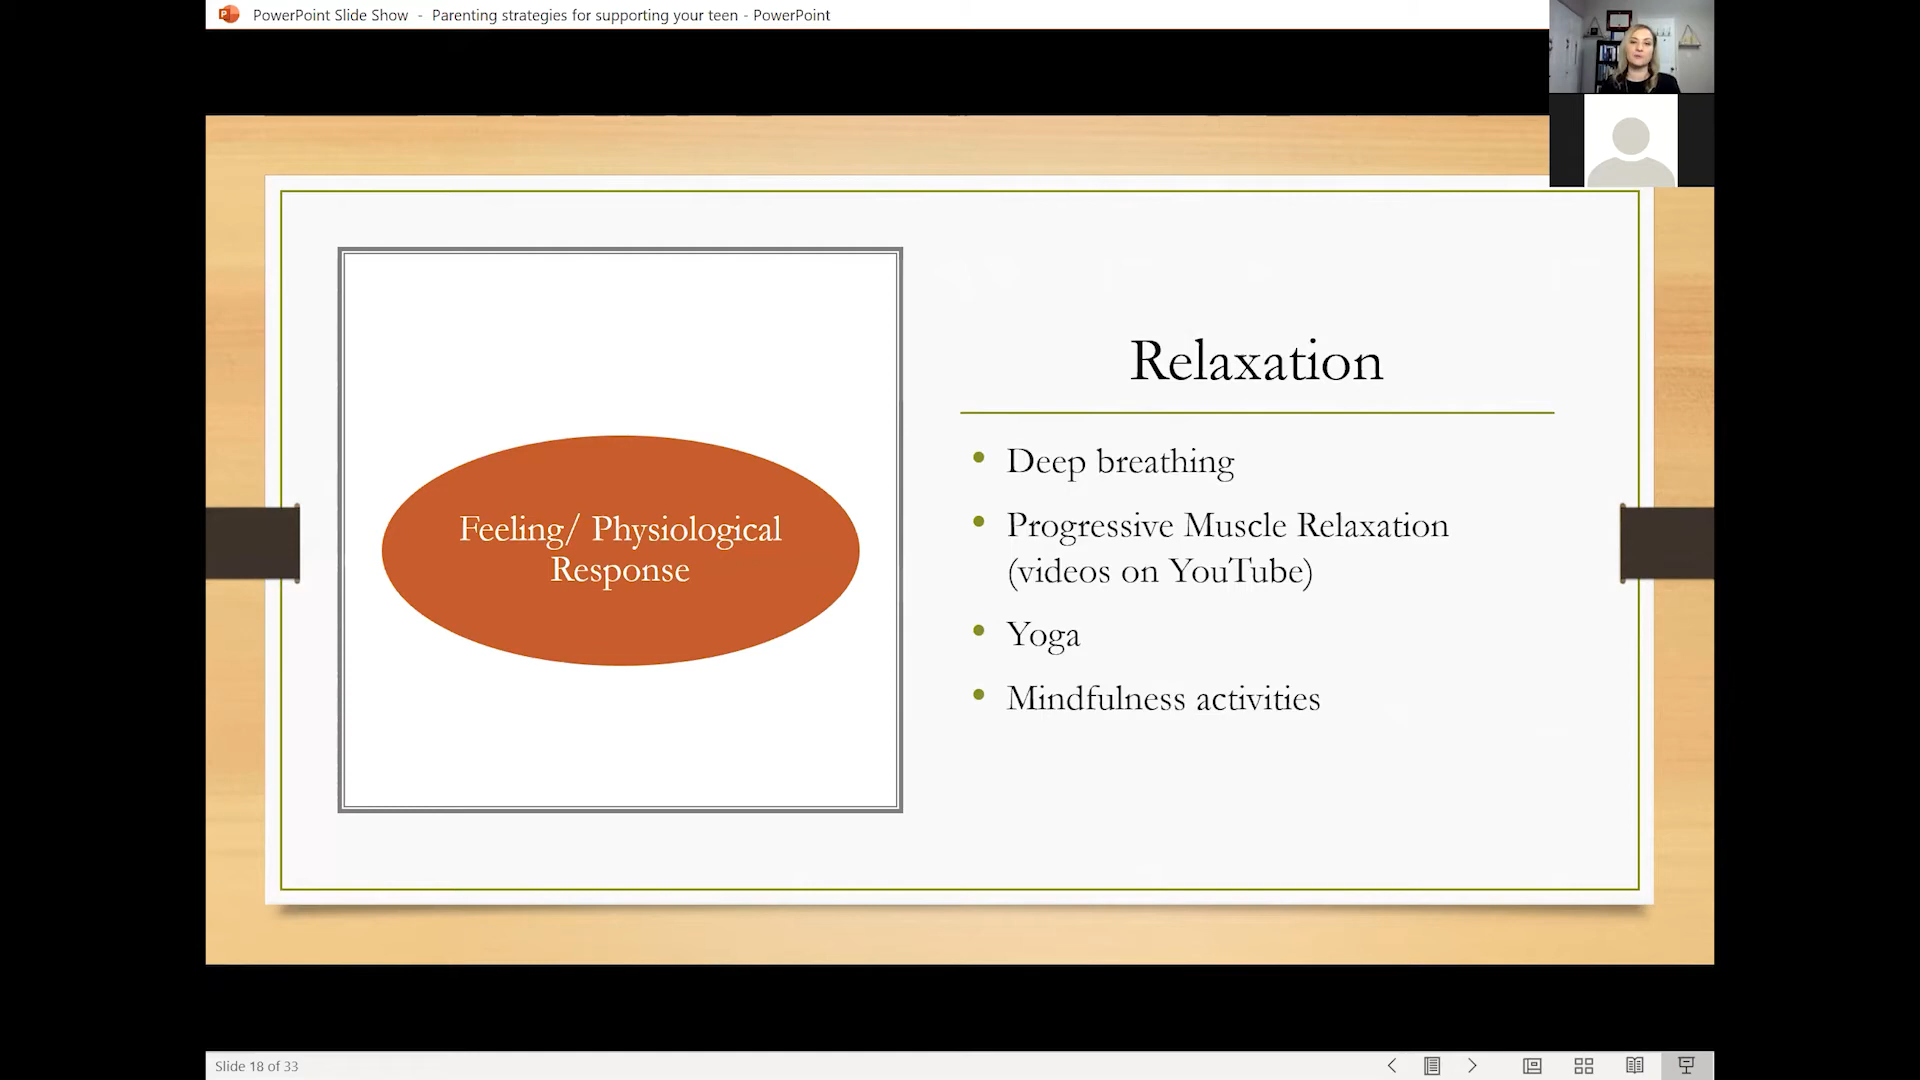 PowerPoint Slide Show - Parenting strategies for supporting your teen - PowerPoint
Feeling/ Physiological
Response
Relaxation
• Deep breathing
• Progressive Muscle Relaxation
(videos on YouTube)
• Yoga
• Mindfulness activities
Slide 18 of 33